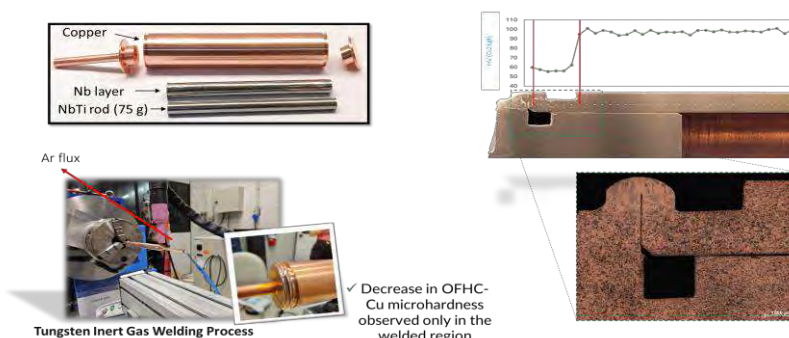 Copper
Nb layer
NbTi rod (75 g)
Ar flux
Tungsten Inert Gas Welding Process
✓ Decrease in OFHC-
Cu microhardness
observed only in the
welded region
110
100
90
80
70
60
50
40